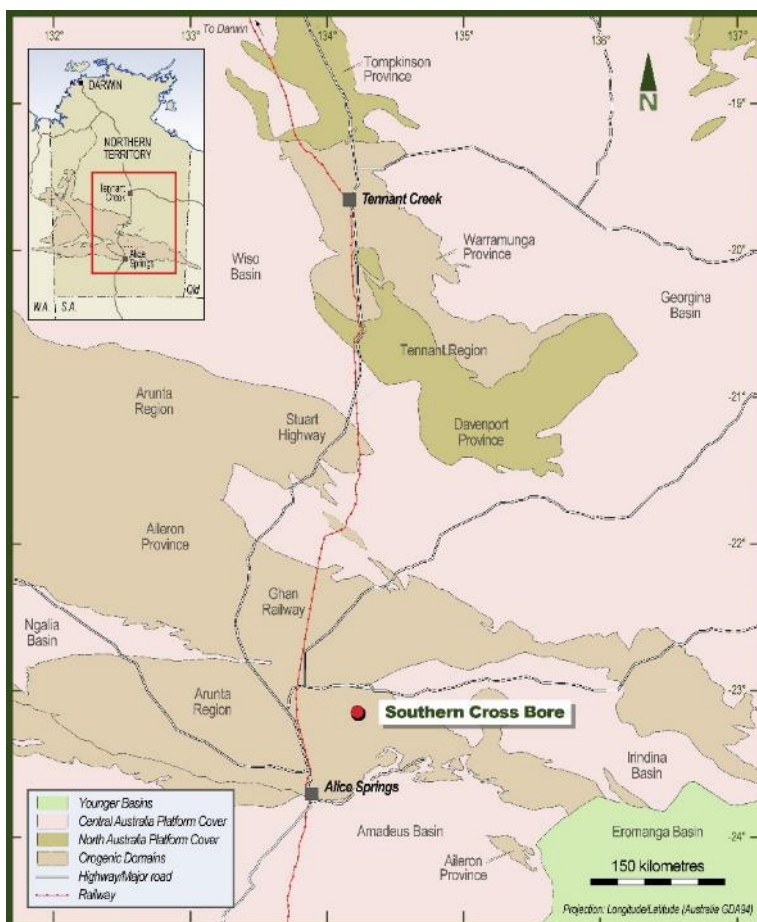 132°
To Darwin
134°
135°
136°
137°
Tompkinson
Province
N
-19°
DARWIN
NORTHERN
TERRITORY
Tennant
Creek
Alice
Springs
W.A.
S.A.
Qld
Tennant Creek
Wiso
Basin
Warramunga
Province
-20°
Georgina
Basin
Tennant Region
Arunta
Region
Stuart
Highway
Davenport
Province
-21°
Aileron
Province
-22°
Ghan
Railway
Ngalia
Basin
Arunta
Region
-23°
Southern Cross Bore
Irindina
Basin
Alice Springs
Amadeus Basin
Eromanga Basin
-24°
Aileron
Province
Younger Basins
Central Australia Platform Cover
North Australia Platform Cover
Orogenic Domains
Highway/Major road
Railway
150 kilometres
Projection: Longitude/Latitude (Australia GDA94)